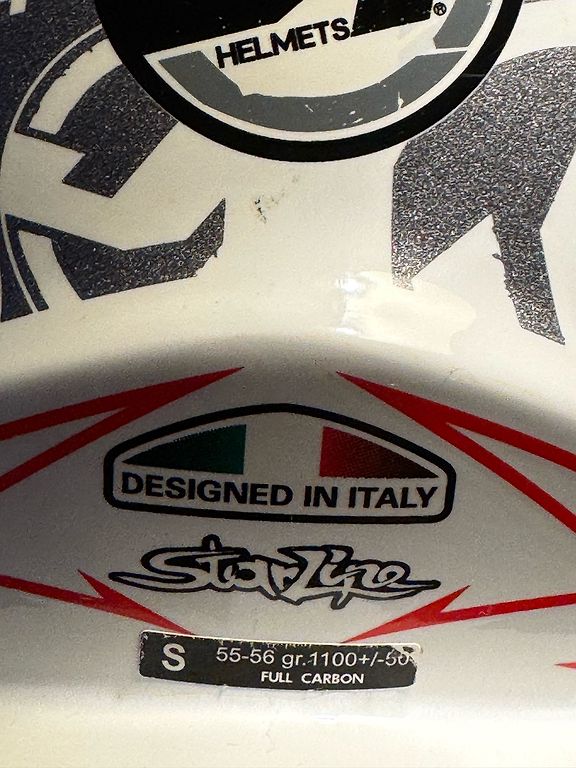 ®
HELMETS
DESIGNED IN ITALY
StarLine
S 55-56 gr.1100+/-50
FULL CARBON